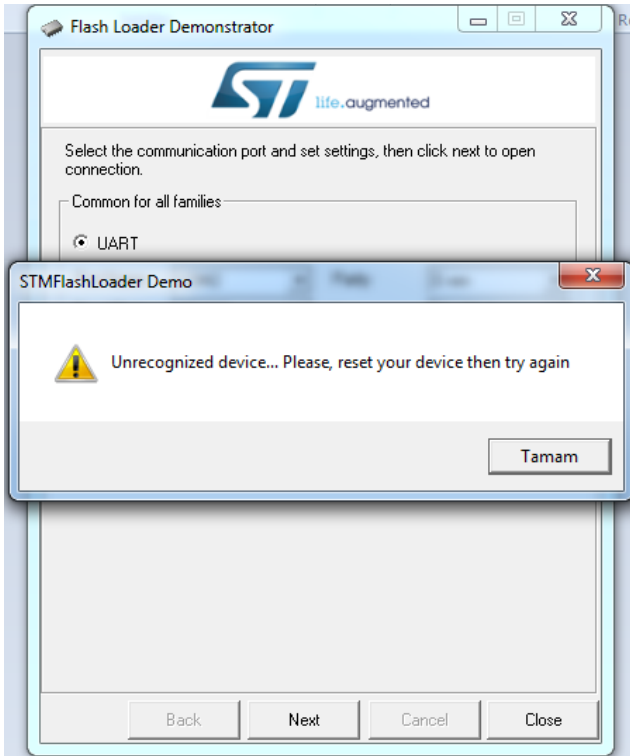 Flash Loader Demonstrator
life.augmented
Select the communication port and set settings, then click next to open
connection.
Common for all families
UART
STMFlashLoader Demo
Unrecognized device... Please, reset your device then try again
Tamam
Back
Next
Cancel
Close